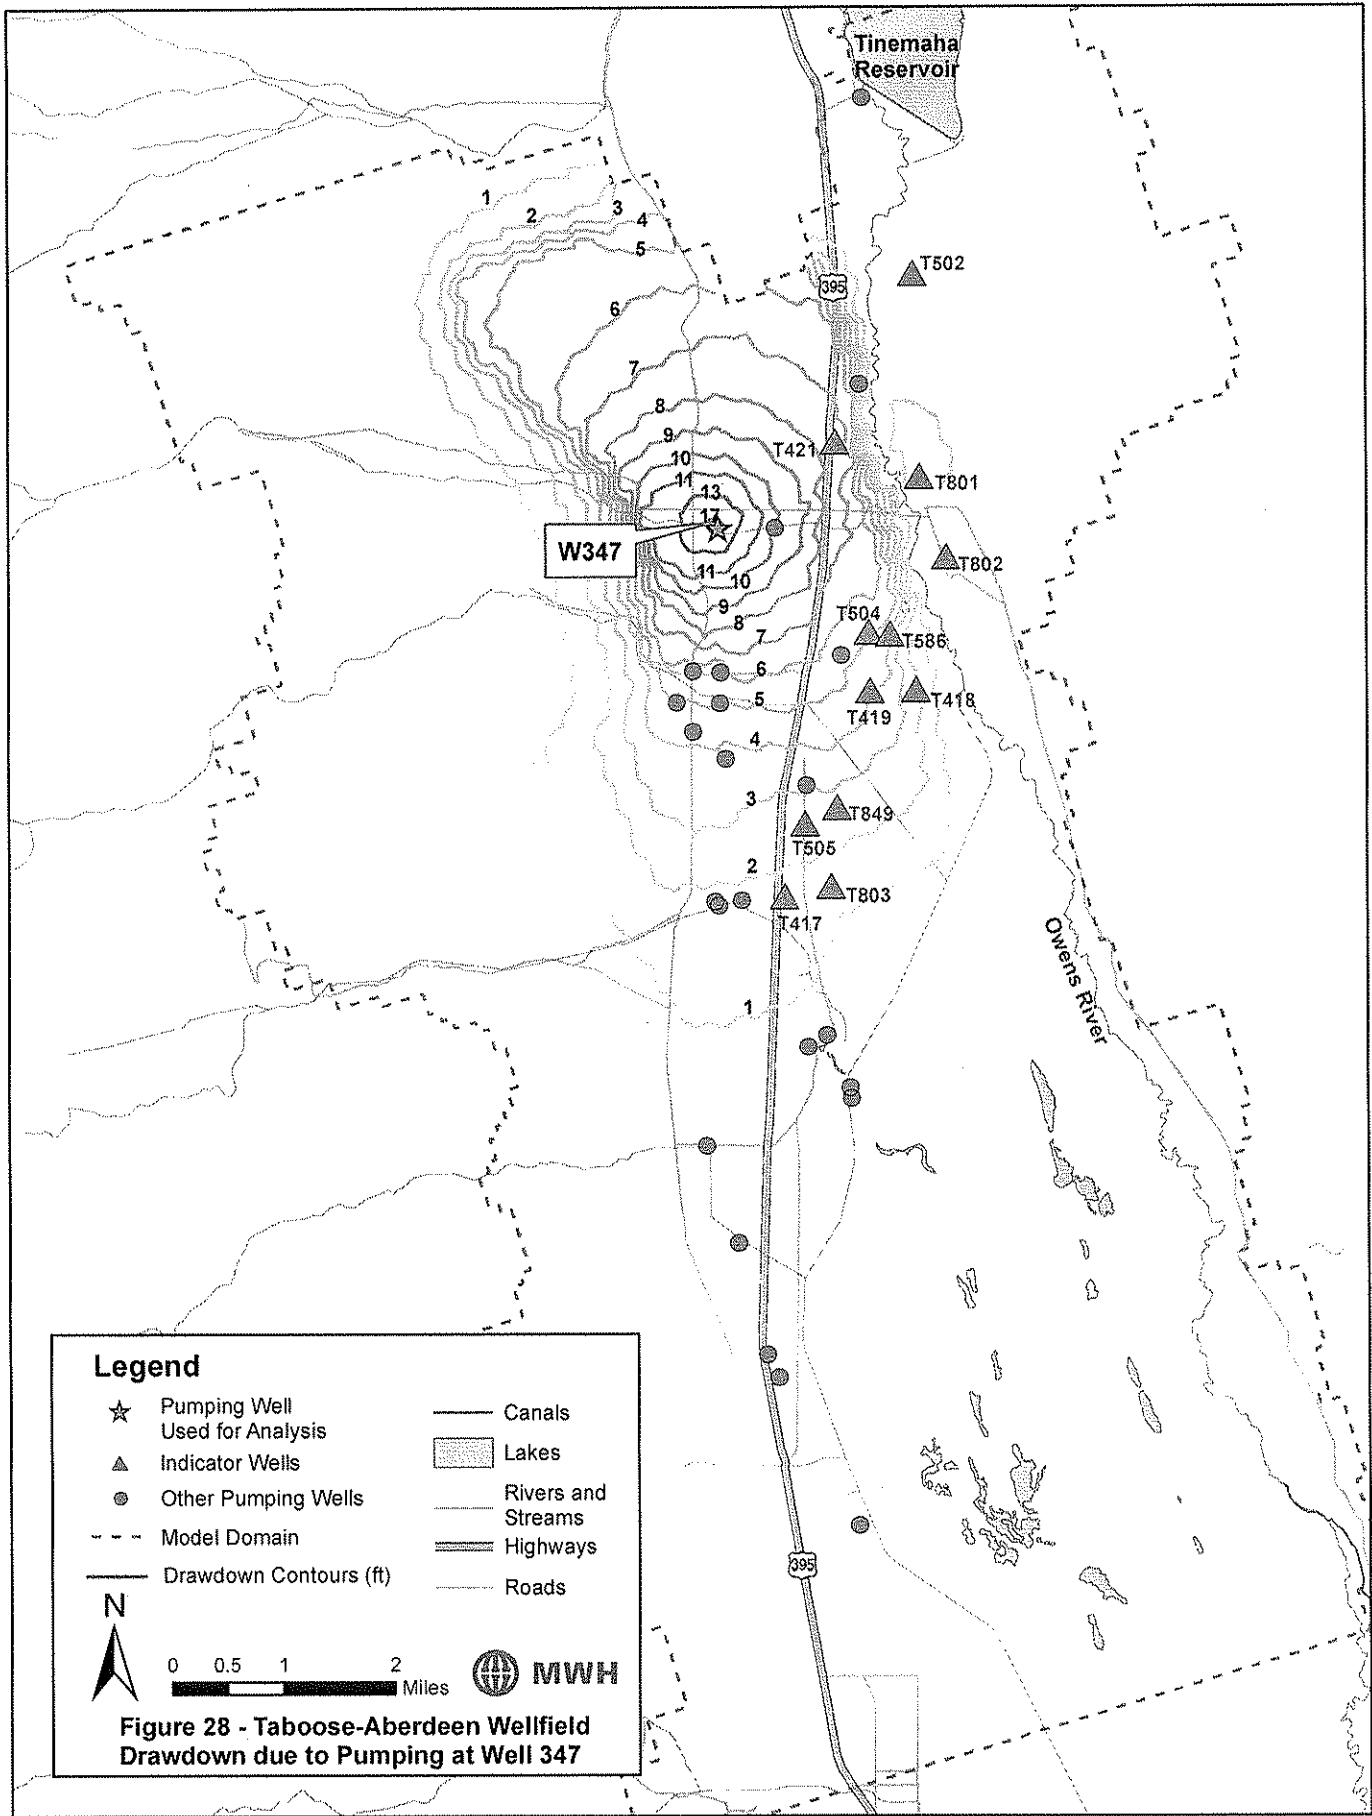 Tinemaha
Reservoir
1
2
3
4
5
T502
395
6
7
8
9
T421
10
11
T801
13
17
W347
T802
11
10
9
8
T504
7
T586
6
5
T419
T418
4
3
T849
T505
2
T803
T417
Owens River
1
Legend
Pumping Well
Used for Analysis
Indicator Wells
Other Pumping Wells
Model Domain
Drawdown Contours (ft)
Canals
Lakes
Rivers and
Streams
Highways
Roads
395
N
0 0.5 1 2
Miles
MWH
Figure 28 - Taboose-Aberdeen Wellfield
Drawdown due to Pumping at Well 347